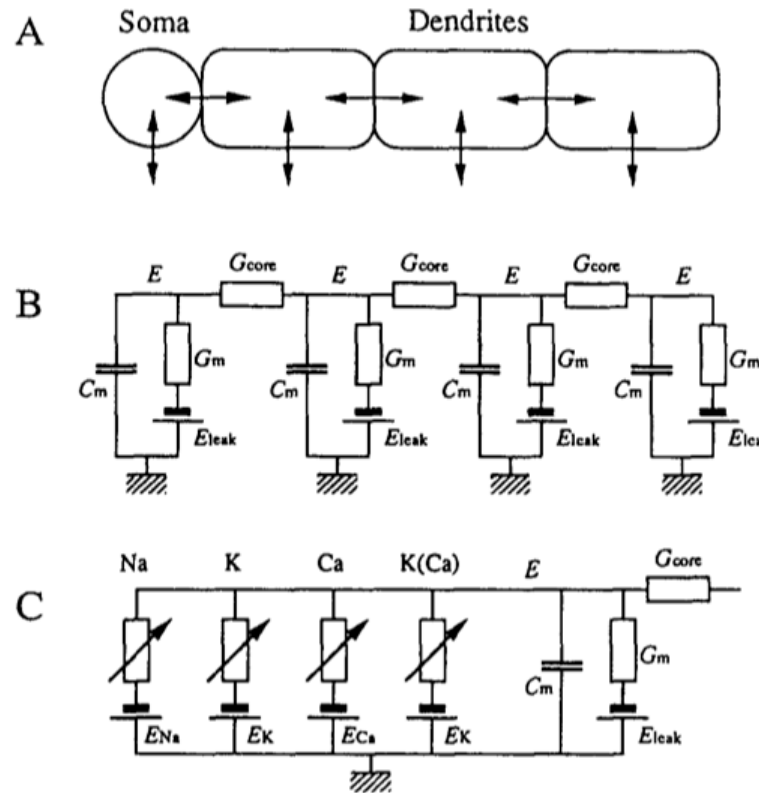 A
Soma Dendrites
B
E Gcore E Gcore E Gcore E
Cm Gm Cm Gm Cm Gm Cm Gm
Eleak Eleak Eleak Elea
C
Na K Ca K(Ca) E Gcore
Cm Gm
ENa EK ECa EK Eleak